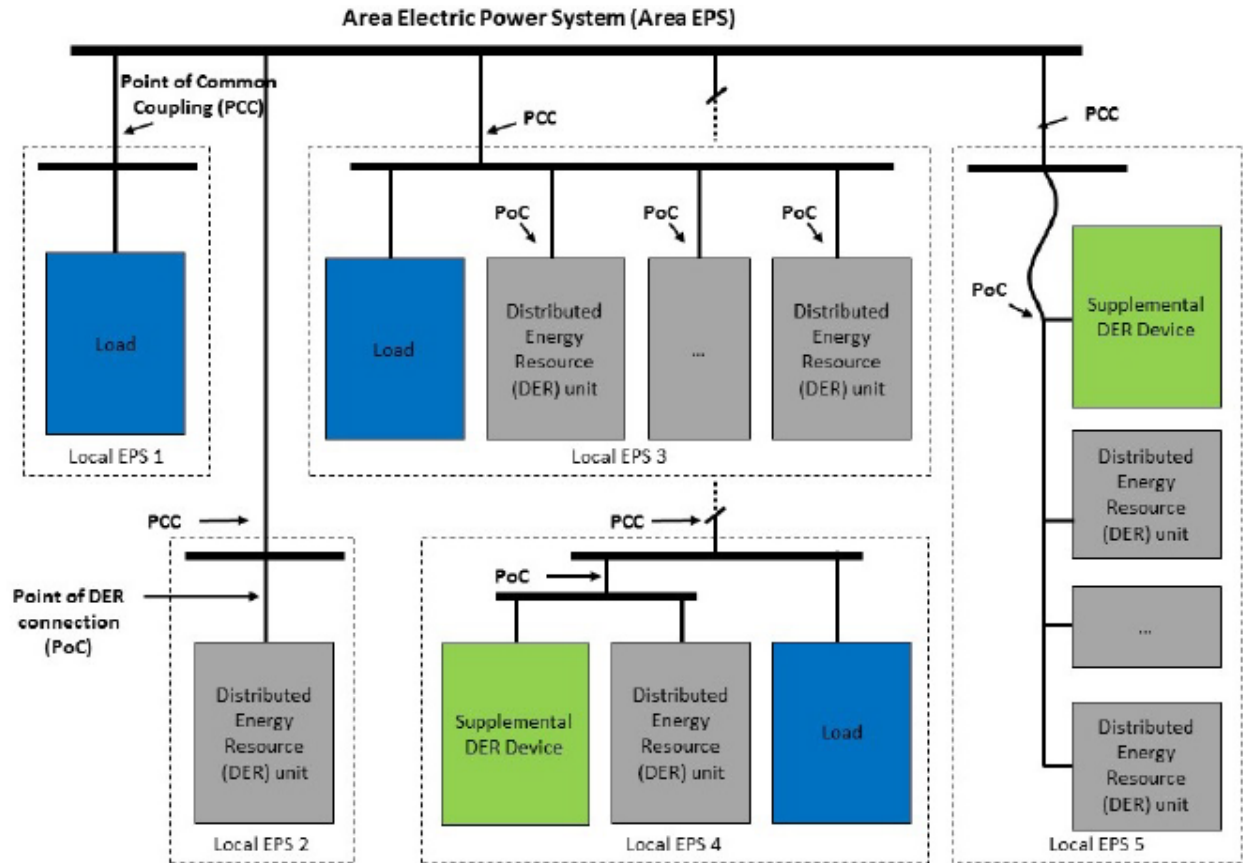 Area Electric Power System (Area EPS)
Point of Common
Coupling (PCC)
PCC
PCC
Load
Local EPS 1
PoC
PoC
PoC
Load
Distributed
Energy
Resource
(DER) unit
...
Distributed
Energy
Resource
(DER) unit
Local EPS 3
PoC
Supplemental
DER Device
Distributed
Energy
Resource
(DER) unit
...
Distributed
Energy
Resource
(DER) unit
Local EPS 5
PCC
Point of DER
connection
(PoC)
Distributed
Energy
Resource
(DER) unit
Local EPS 2
PCC
PoC
Supplemental
DER Device
Distributed
Energy
Resource
(DER) unit
Load
Local EPS 4